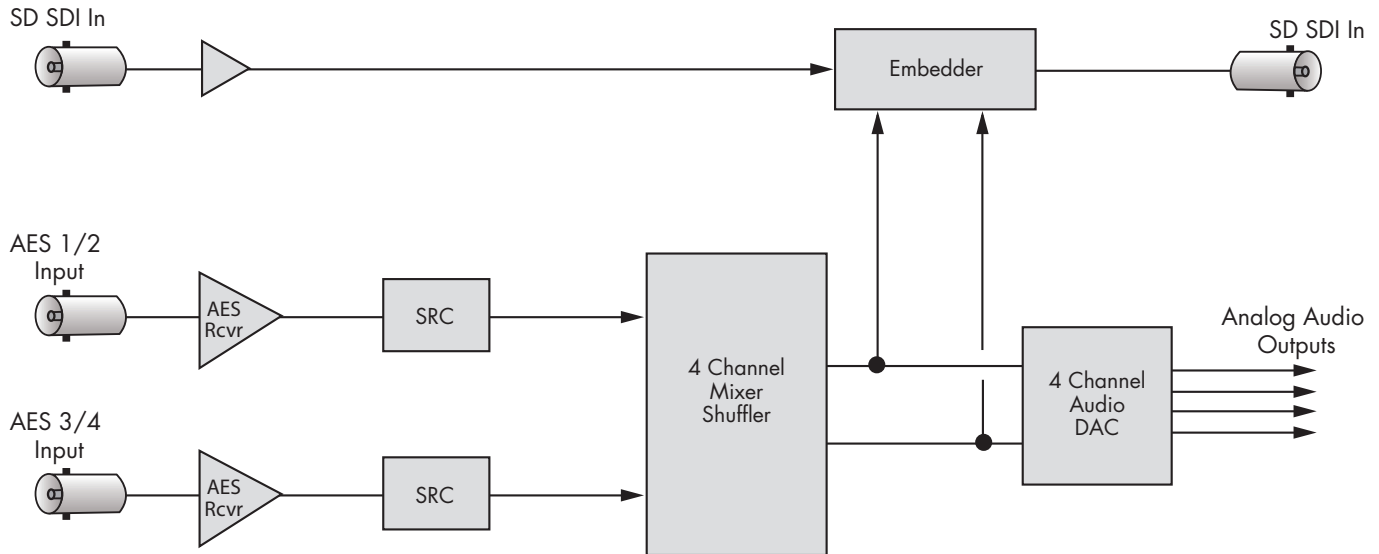 SD SDI In
SD SDI In
Embedder
AES 1/2
Input
AES
Rcvr
SRC
4 Channel
Mixer
Shuffler
4 Channel
Audio
DAC
Analog Audio
Outputs
AES 3/4
Input
AES
Rcvr
SRC